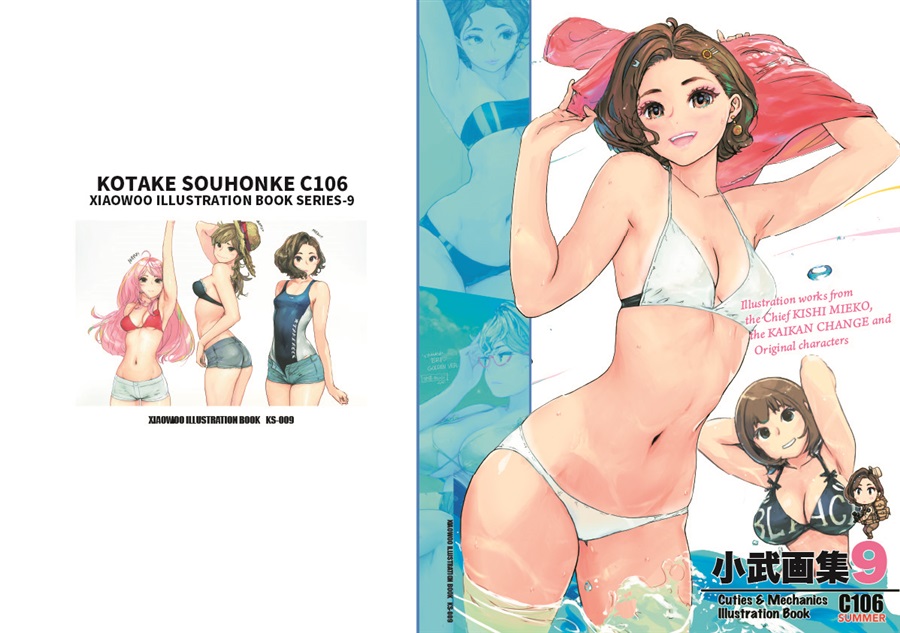 KOTAKE SOUHONKE C106
XIAOWOO ILLUSTRATION BOOK SERIES-9
XIAOWOO ILLUSTRATION BOOK KS-009
XIAOWOO ILLUSTRATION BOOK KS-009
Illustration works from
the Chief KISHI MIEKO,
the KAIKAN CHANGE and
Original characters
BLEACH
小武画集9
Cuties & Mechanics
Illustration Book
C106
SUMMER